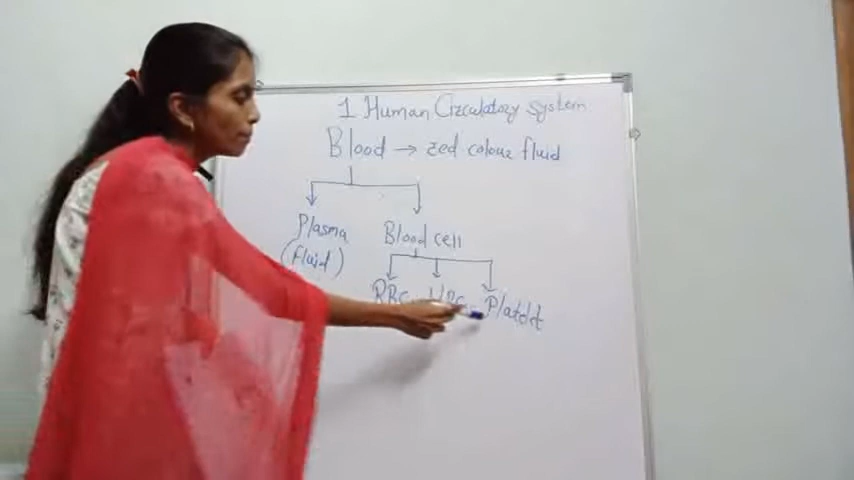 1 Human Circulatory System
Blood → red colour fluid
Plasma Blood cell
(Fluid)
RBC WBC Platelet